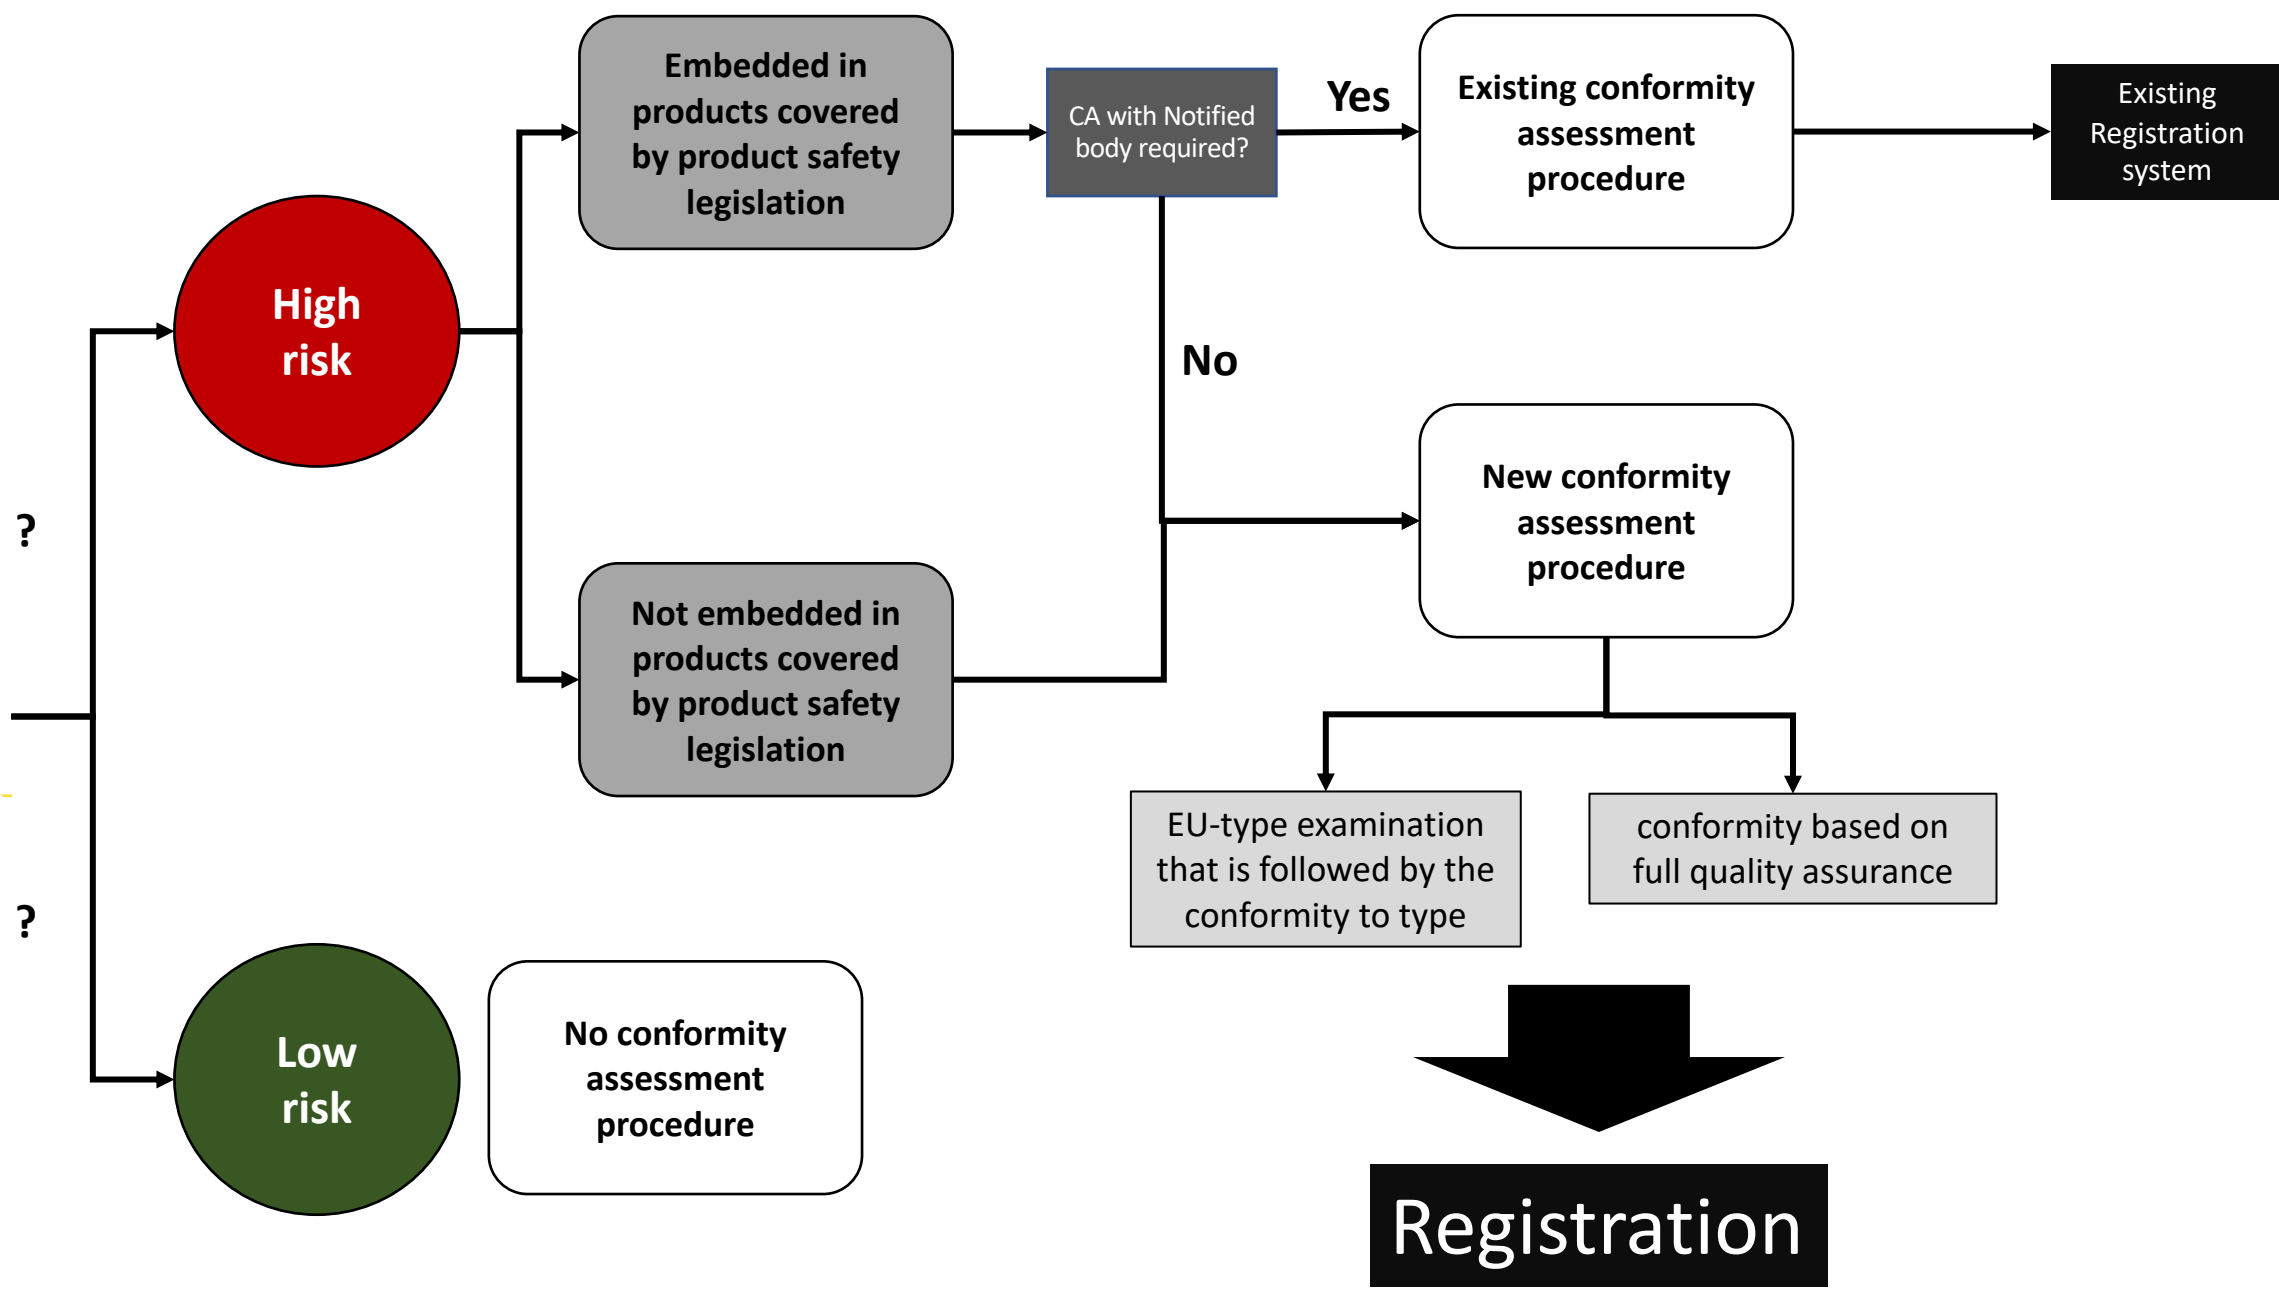 Embedded in
products covered
by product safety
legislation
CA with Notified
body required?
Yes
Existing conformity
assessment
procedure
Existing
Registration
system
High
risk
No
?
New conformity
assessment
procedure
Not embedded in
products covered
by product safety
legislation
EU-type examination
that is followed by the
conformity to type
conformity based on
full quality assurance
?
Low
risk
No conformity
assessment
procedure
Registration